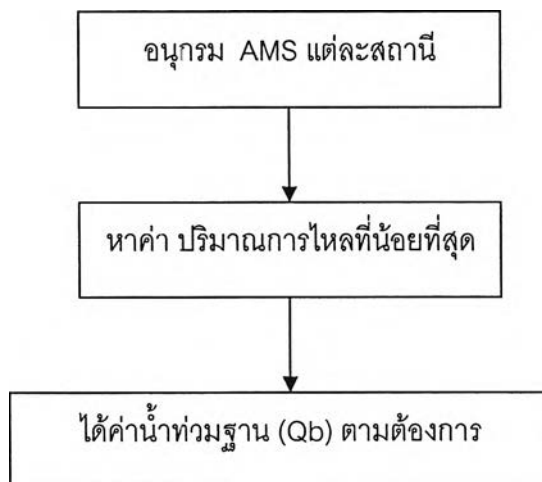 อนุกรม AMS แต่ละสถานี
หาค่า ปริมาณการไหลที่น้อยที่สุด
ได้ค่าน้ำท่วมฐาน (Qb) ตามต้องการ